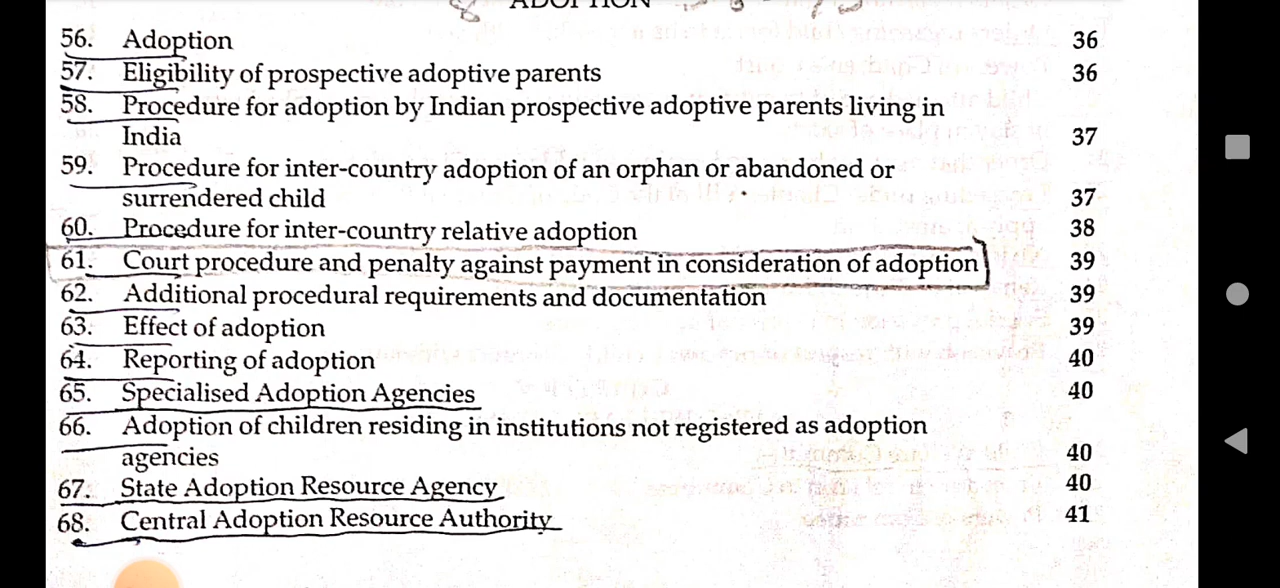 ADOPTION
56. Adoption 36
57. Eligibility of prospective adoptive parents 36
58. Procedure for adoption by Indian prospective adoptive parents living in
India 37
59. Procedure for inter-country adoption of an orphan or abandoned or
surrendered child 37
60. Procedure for inter-country relative adoption 38
61. Court procedure and penalty against payment in consideration of adoption 39
62. Additional procedural requirements and documentation 39
63. Effect of adoption 39
64. Reporting of adoption 40
65. Specialised Adoption Agencies 40
66. Adoption of children residing in institutions not registered as adoption
agencies 40
67. State Adoption Resource Agency 40
68. Central Adoption Resource Authority 41